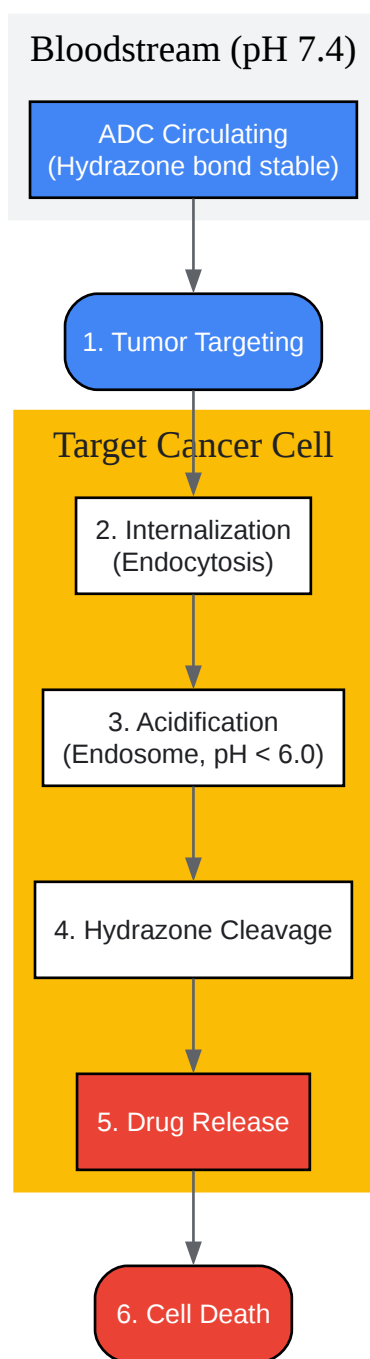 Bloodstream (pH 7.4)
ADC Circulating
(Hydrazone bond stable)
1. Tumor Targeting
Target Cancer Cell
2. Internalization
(Endocytosis)
3. Acidification
(Endosome, pH < 6.0)
4. Hydrazone Cleavage
5. Drug Release
6. Cell Death